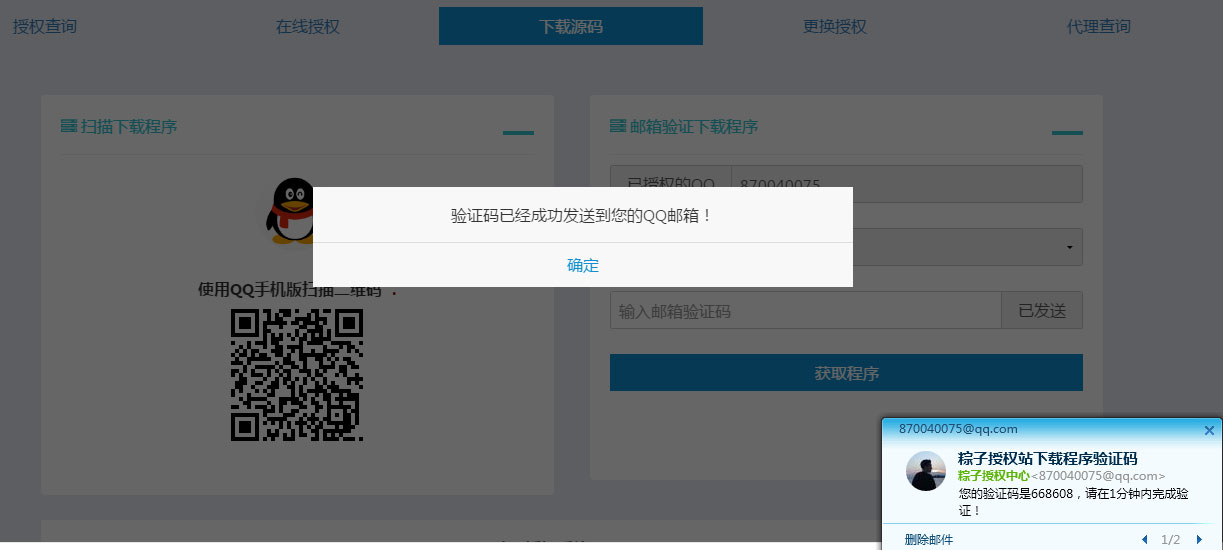 授权查询
在线授权
下载源码
更换授权
代理查询
扫描下载程序
邮箱验证下载程序
已授权的QQ
870040075
验证码已经成功发送到您的QQ邮箱！
确定
使用QQ手机版扫描二维码
输入邮箱验证码
已发送
获取程序
870040075@qq.com
粽子授权站下载程序验证码
粽子授权中心<870040075@qq.com>
您的验证码是668608，请在1分钟内完成验
证！
删除邮件
1/2